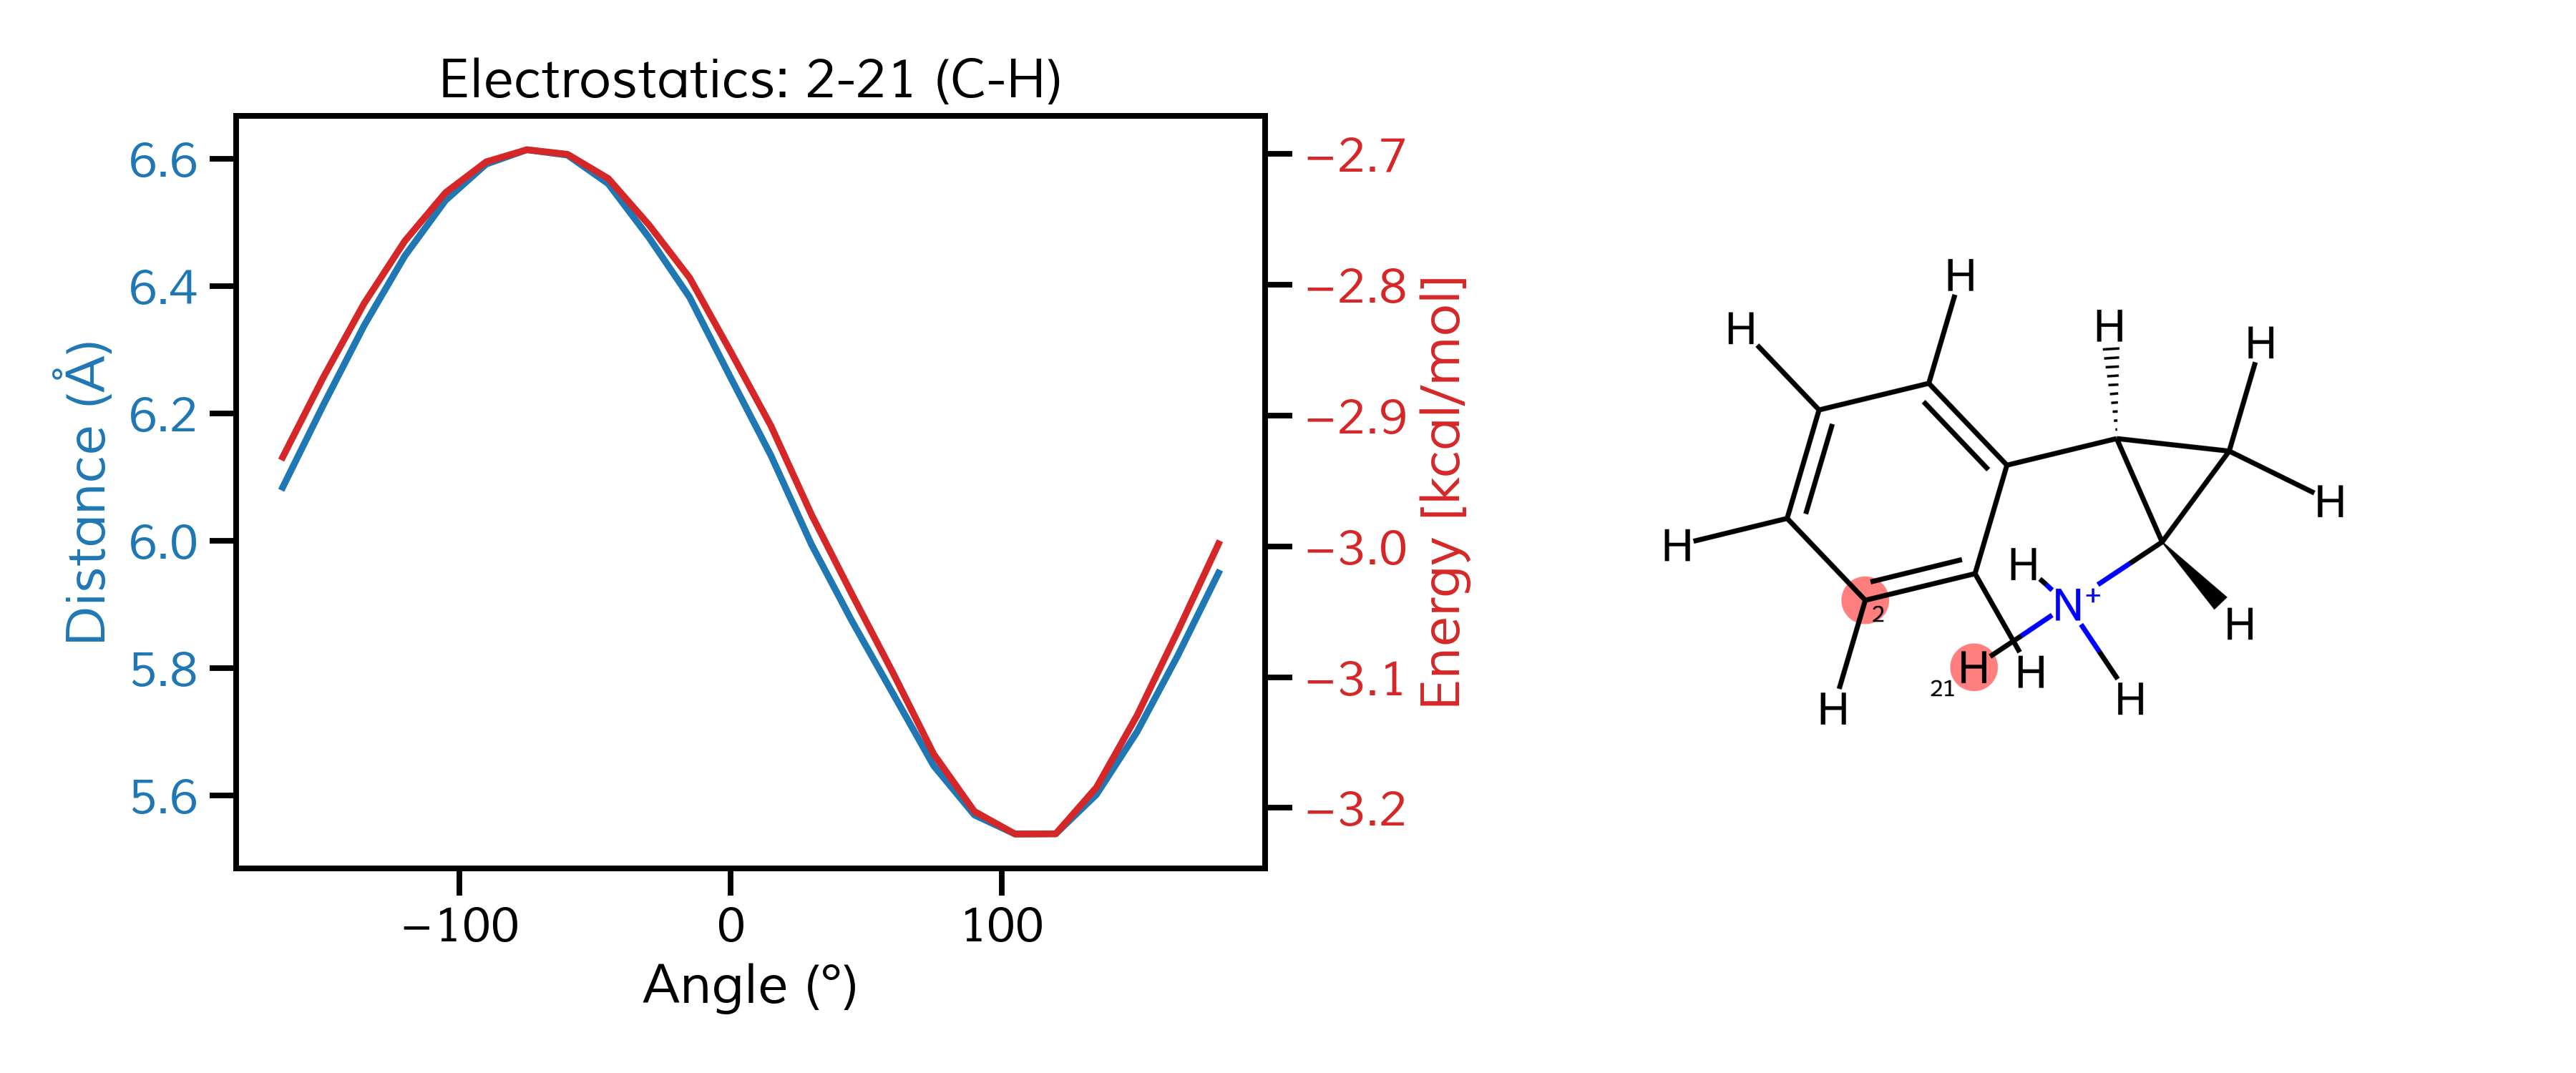 Electrostatics: 2-21 (C-H)
Distance (Å)
6.6
6.4
6.2
6.0
5.8
5.6
−2.7
−2.8
−2.9
−3.0
−3.1
−3.2
Energy [kcal/mol]
−100 0 100
Angle (°)
H
H
H
H
H
H
H
H
N+
2
H
H
21
H
H
H